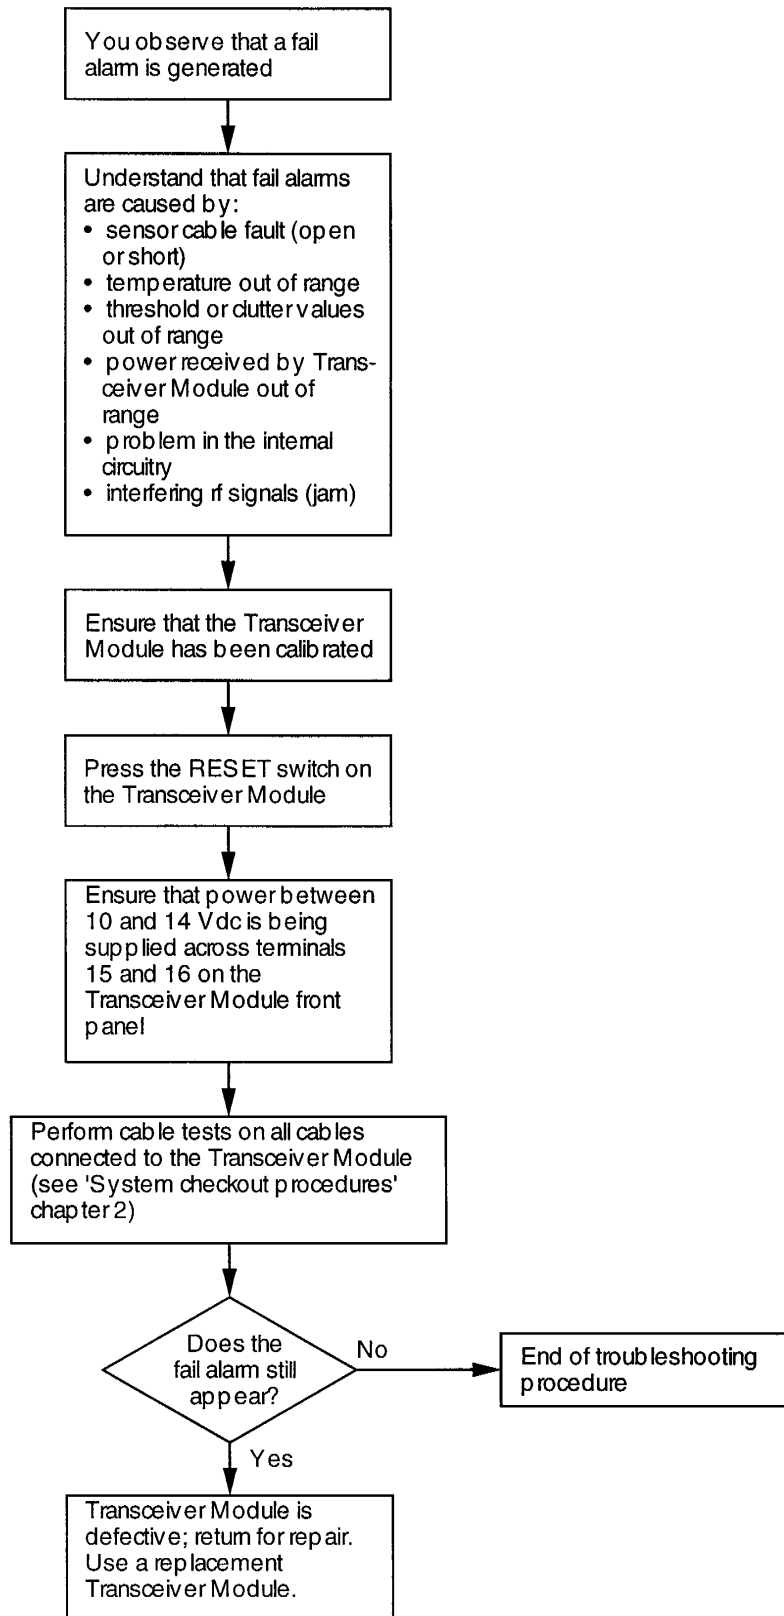 You observe that a fail
alarm is generated
Understand that fail alarms
are caused by:
• sensor cable fault (open
or short)
• temperature out of range
• threshold or clutter values
out of range
• power received by Trans-
ceiver Module out of
range
• problem in the internal
circuitry
• interfering rf signals (jam)
Ensure that the Transceiver
Module has been calibrated
Press the RESET switch on
the Transceiver Module
Ensure that power between
10 and 14 Vdc is being
supplied across terminals
15 and 16 on the
Transceiver Module front
panel
Perform cable tests on all cables
connected to the Transceiver Module
(see 'System checkout procedures'
chapter 2)
Does the
fail alarm still
appear?
No
End of troubleshooting
procedure
Yes
Transceiver Module is
defective; return for repair.
Use a replacement
Transceiver Module.